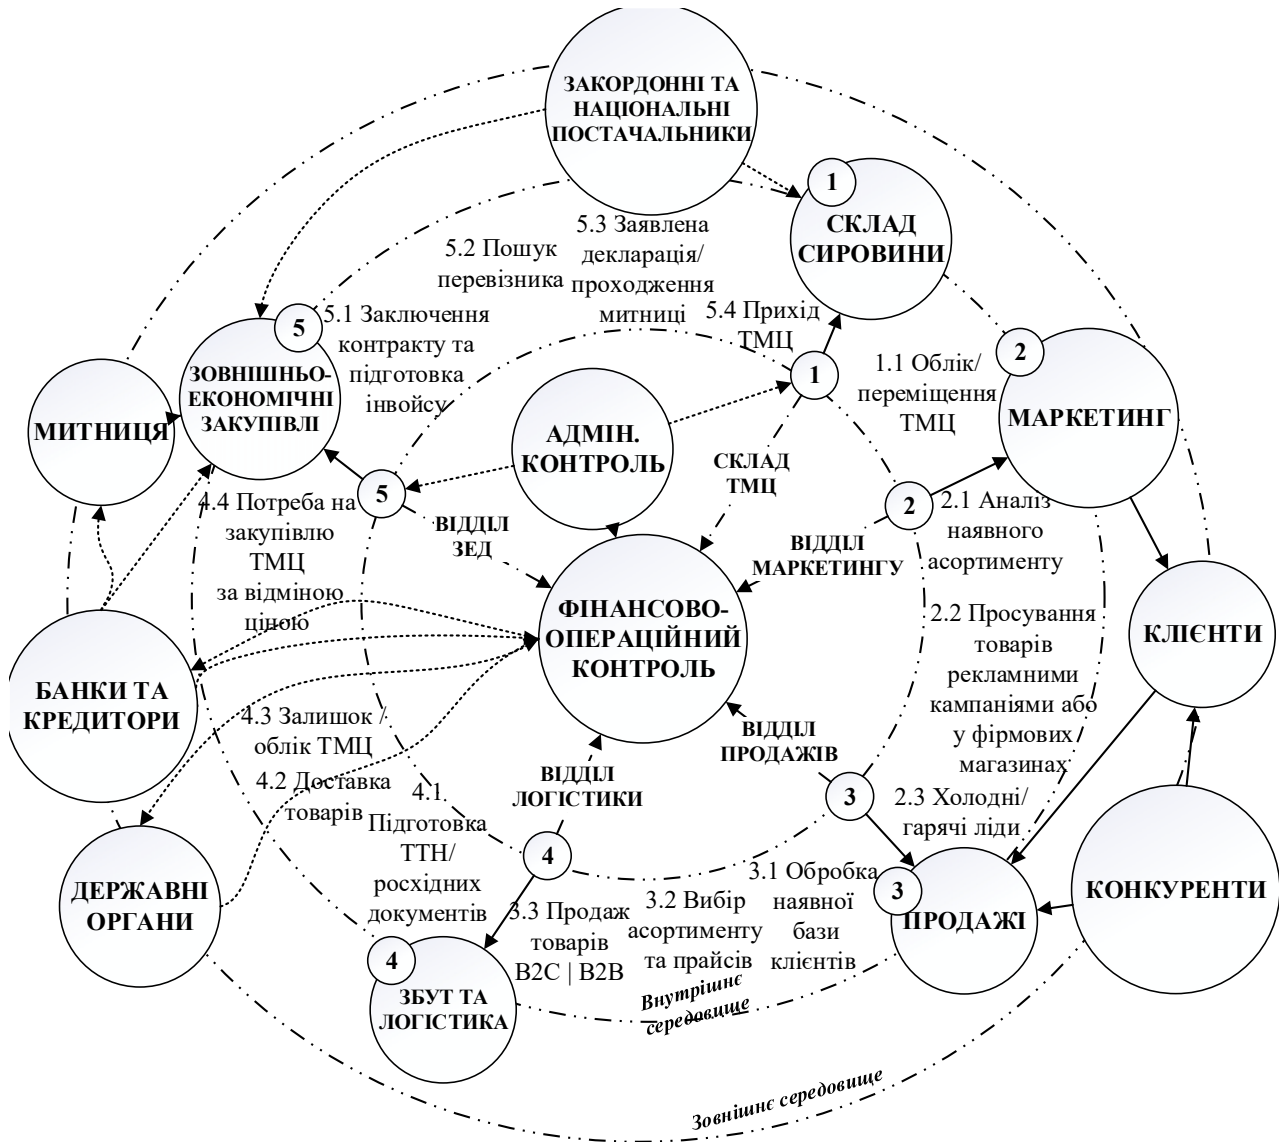 ЗАКОРДОННІ ТА
НАЦІОНАЛЬНІ
ПОСТАЧАЛЬНИКИ
1
СКЛАД
СИРОВИНИ
5.3 Заявлена
декларація/
проходження
митниці
5.2 Пошук
перевізника
5.4 Прихід
ТМЦ
5
5.1 Заключення
контракту та
підготовка
інвойсу
ЗОВНІШНЬО-
ЕКОНОМІЧНІ
ЗАКУПІВЛІ
МИТНИЦЯ
1
2
1.1 Облік/
переміщення
ТМЦ
МАРКЕТИНГ
АДМІН.
КОНТРОЛЬ
СКЛАД
ТМЦ
5
2
4.4 Потреба на
закупівлю
ТМЦ
за відміною
ціною
ВІДДІЛ
ЗЕД
ВІДДІЛ
МАРКЕТИНГУ
2.1 Аналіз
наявного
асортименту
ФІНАНСОВО-
ОПЕРАЦІЙНИЙ
КОНТРОЛЬ
2.2 Просування
товарів
рекламними
кампаніями або
у фірмових
магазинах
КЛІЄНТИ
БАНКИ ТА
КРЕДИТОРИ
4.3 Залишок /
облік ТМЦ
ВІДДІЛ
ПРОДАЖІВ
4.2 Доставка
товарів
ВІДДІЛ
ЛОГІСТИКИ
4.1
Підготовка
ТТН/
росхідних
документів
3
2.3 Холодні/
гарячі ліди
4
ДЕРЖАВНІ
ОРГАНИ
3.1 Обробка
наявної
бази
клієнтів
3
ПРОДАЖІ
КОНКУРЕНТИ
3.2 Вибір
асортименту
та прайсів
3.3 Продаж
товарів
B2C | B2B
4
ЗБУТ ТА
ЛОГІСТИКА
Внутрішнє
середовище
Зовнішнє середовище